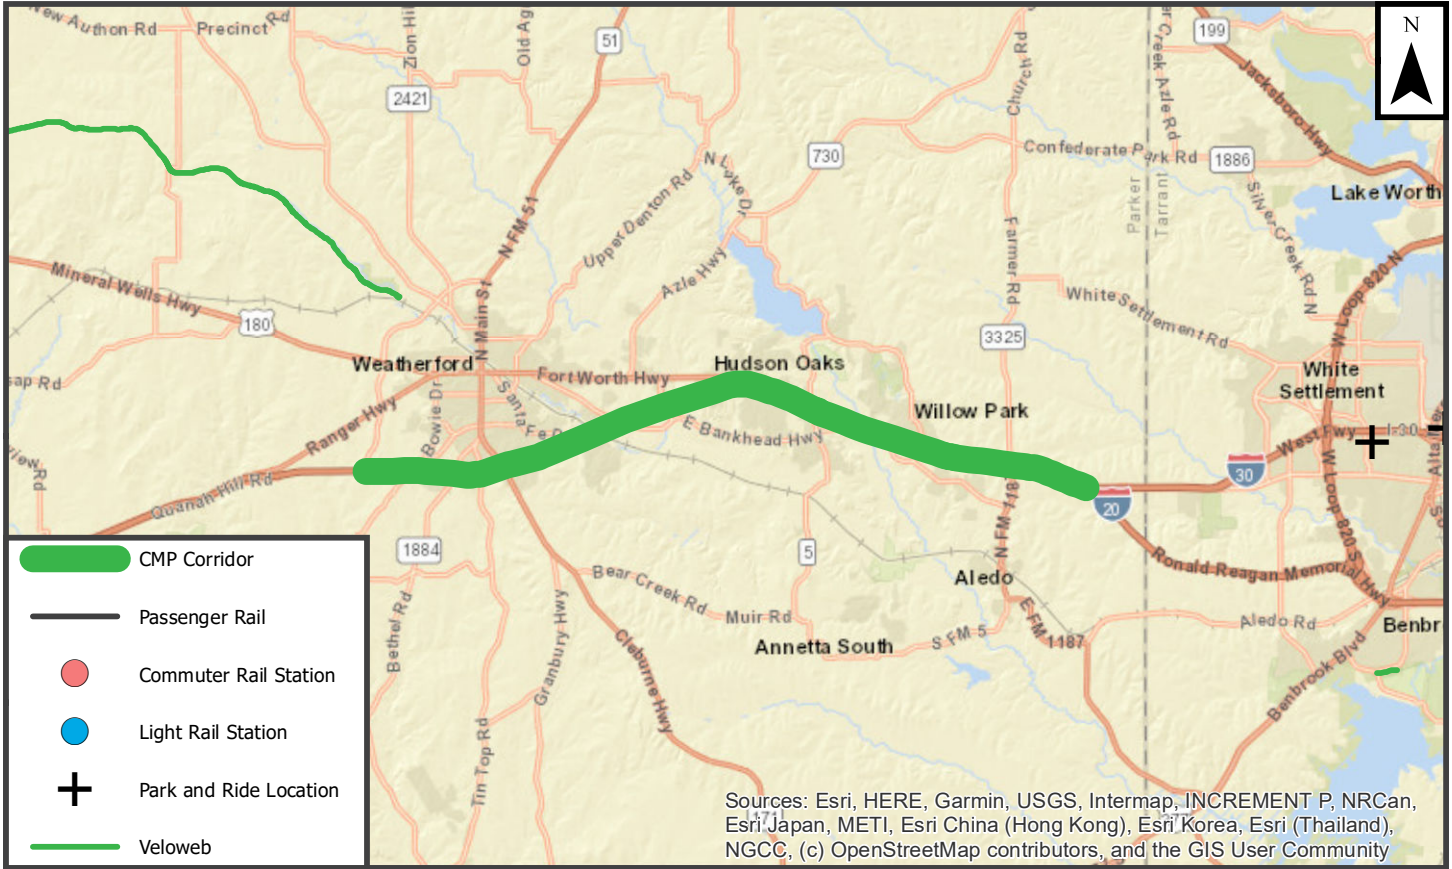 New Authon Rd
Precinct Rd
Old Ag
51
199
N
2421
Church Rd
Creek Azle Rd
Jacksboro Hwy
730
Confederate Park Rd
1886
N Lake Dr
Upper Denton Rd
Parker
Tarrant
Lake Worth
Silver Creek Rd N
N FM 51
Azle Hwy
Farmer Rd
Mineral Wells Hwy
180
White Settlement Rd
W Loop 820 N
3325
N Main St
Weatherford
Hudson Oaks
Fort Worth Hwy
White
Settlement
sap Rd
Ranger Hwy
Bowie Dr
Santa
Fe D
E Bankhead Hwy
Willow Park
West Fwy
I-30
30
view Rd
Quanah Hill Rd
20
W Loop 820 S
N FM 118
1884
5
Aledo
Ronald Reagan Memorial Hwy
Bear Creek Rd
Muir Rd
Annetta South
S FM 5
E FM 1187
Aledo Rd
Benbr
Bethel Rd
Granbury Hwy
Cleburne Hwy
Benbrook Blvd
Tin Top Rd
CMP Corridor
Passenger Rail
Commuter Rail Station
Light Rail Station
Park and Ride Location
Veloweb
Sources: Esri, HERE, Garmin, USGS, Intermap, INCREMENT P, NRCan,
Esri Japan, METI, Esri China (Hong Kong), Esri Korea, Esri (Thailand),
NGCC, (c) OpenStreetMap contributors, and the GIS User Community